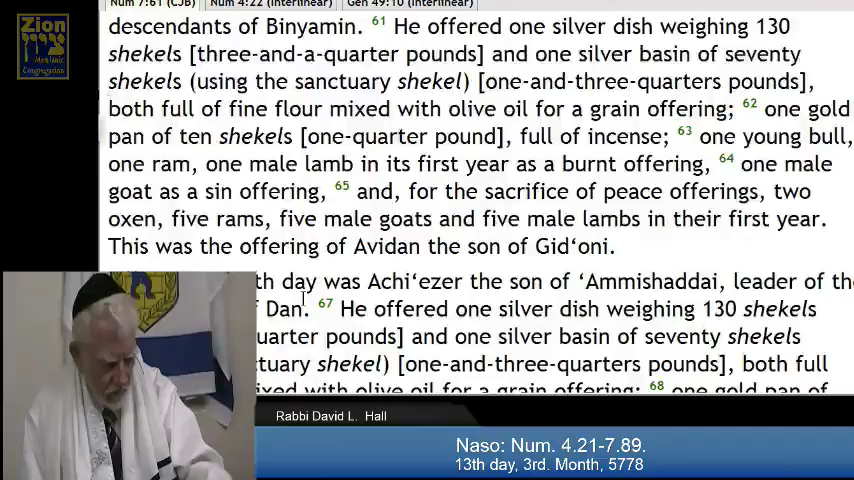 Num 7:61 (CJB) Num 4:22 (Interlinear) Gen 49:10 (Interlinear)
Zion
Messianic
Congregation
descendants of Binyamin. 61 He offered one silver dish weighing 130
shekels [three-and-a-quarter pounds] and one silver basin of seventy
shekels (using the sanctuary shekel) [one-and-three-quarters pounds],
both full of fine flour mixed with olive oil for a grain offering; 62 one gold
pan of ten shekels [one-quarter pound], full of incense; 63 one young bull,
one ram, one male lamb in its first year as a burnt offering, 64 one male
goat as a sin offering, 65 and, for the sacrifice of peace offerings, two
oxen, five rams, five male goats and five male lambs in their first year.
This was the offering of Avidan the son of Gid‘oni.
th day was Achi‘ezer the son of ‘Ammishaddai, leader of the
f Dan. 67 He offered one silver dish weighing 130 shekels
uarter pounds] and one silver basin of seventy shekels
ctuary shekel) [one-and-three-quarters pounds], both full
ixed with olive oil for a grain offering; 68 one gold pan of
Rabbi David L. Hall
Naso: Num. 4.21-7.89.
13th day, 3rd. Month, 5778